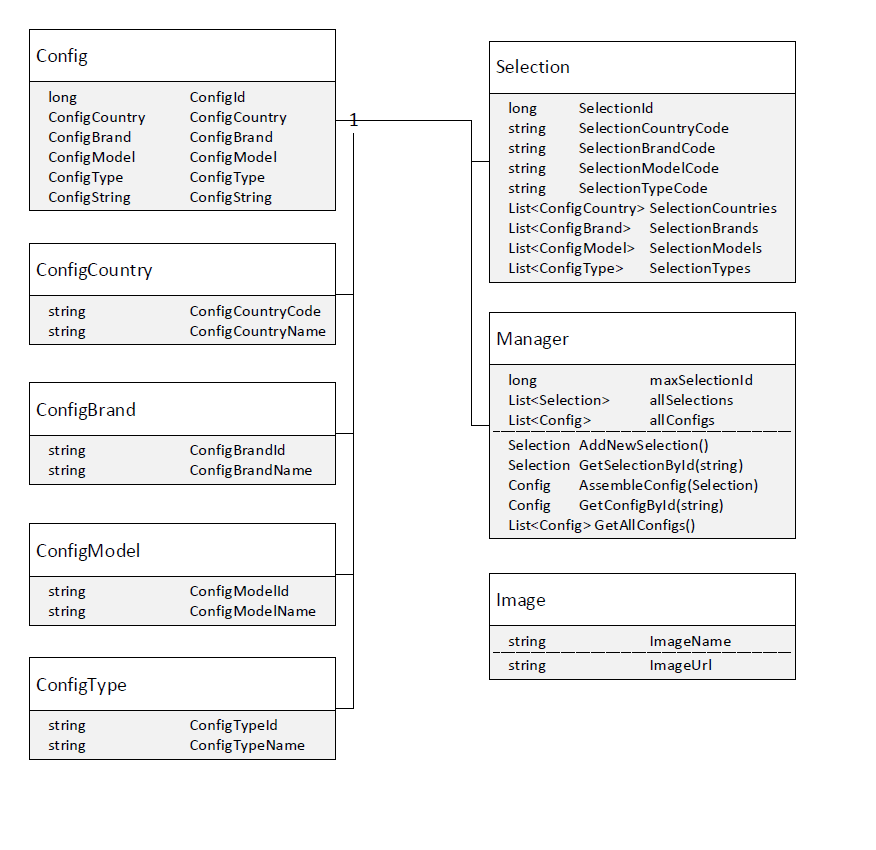 Config
long ConfigId
ConfigCountry ConfigCountry
ConfigBrand ConfigBrand
ConfigModel ConfigModel
ConfigType ConfigType
ConfigString ConfigString
1
ConfigCountry
string ConfigCountryCode
string ConfigCountryName
ConfigBrand
string ConfigBrandId
string ConfigBrandName
ConfigModel
string ConfigModelId
string ConfigModelName
ConfigType
string ConfigTypeId
string ConfigTypeName
Selection
long SelectionId
string SelectionCountryCode
string SelectionBrandCode
string SelectionModelCode
string SelectionTypeCode
List<ConfigCountry> SelectionCountries
List<ConfigBrand> SelectionBrands
List<ConfigModel> SelectionModels
List<ConfigType> SelectionTypes
Manager
long maxSelectionId
List<Selection> allSelections
List<Config> allConfigs
Selection AddNewSelection()
Selection GetSelectionById(string)
Config AssembleConfig(Selection)
Config GetConfigById(string)
List<Config> GetAllConfigs()
Image
string ImageName
string ImageUrl